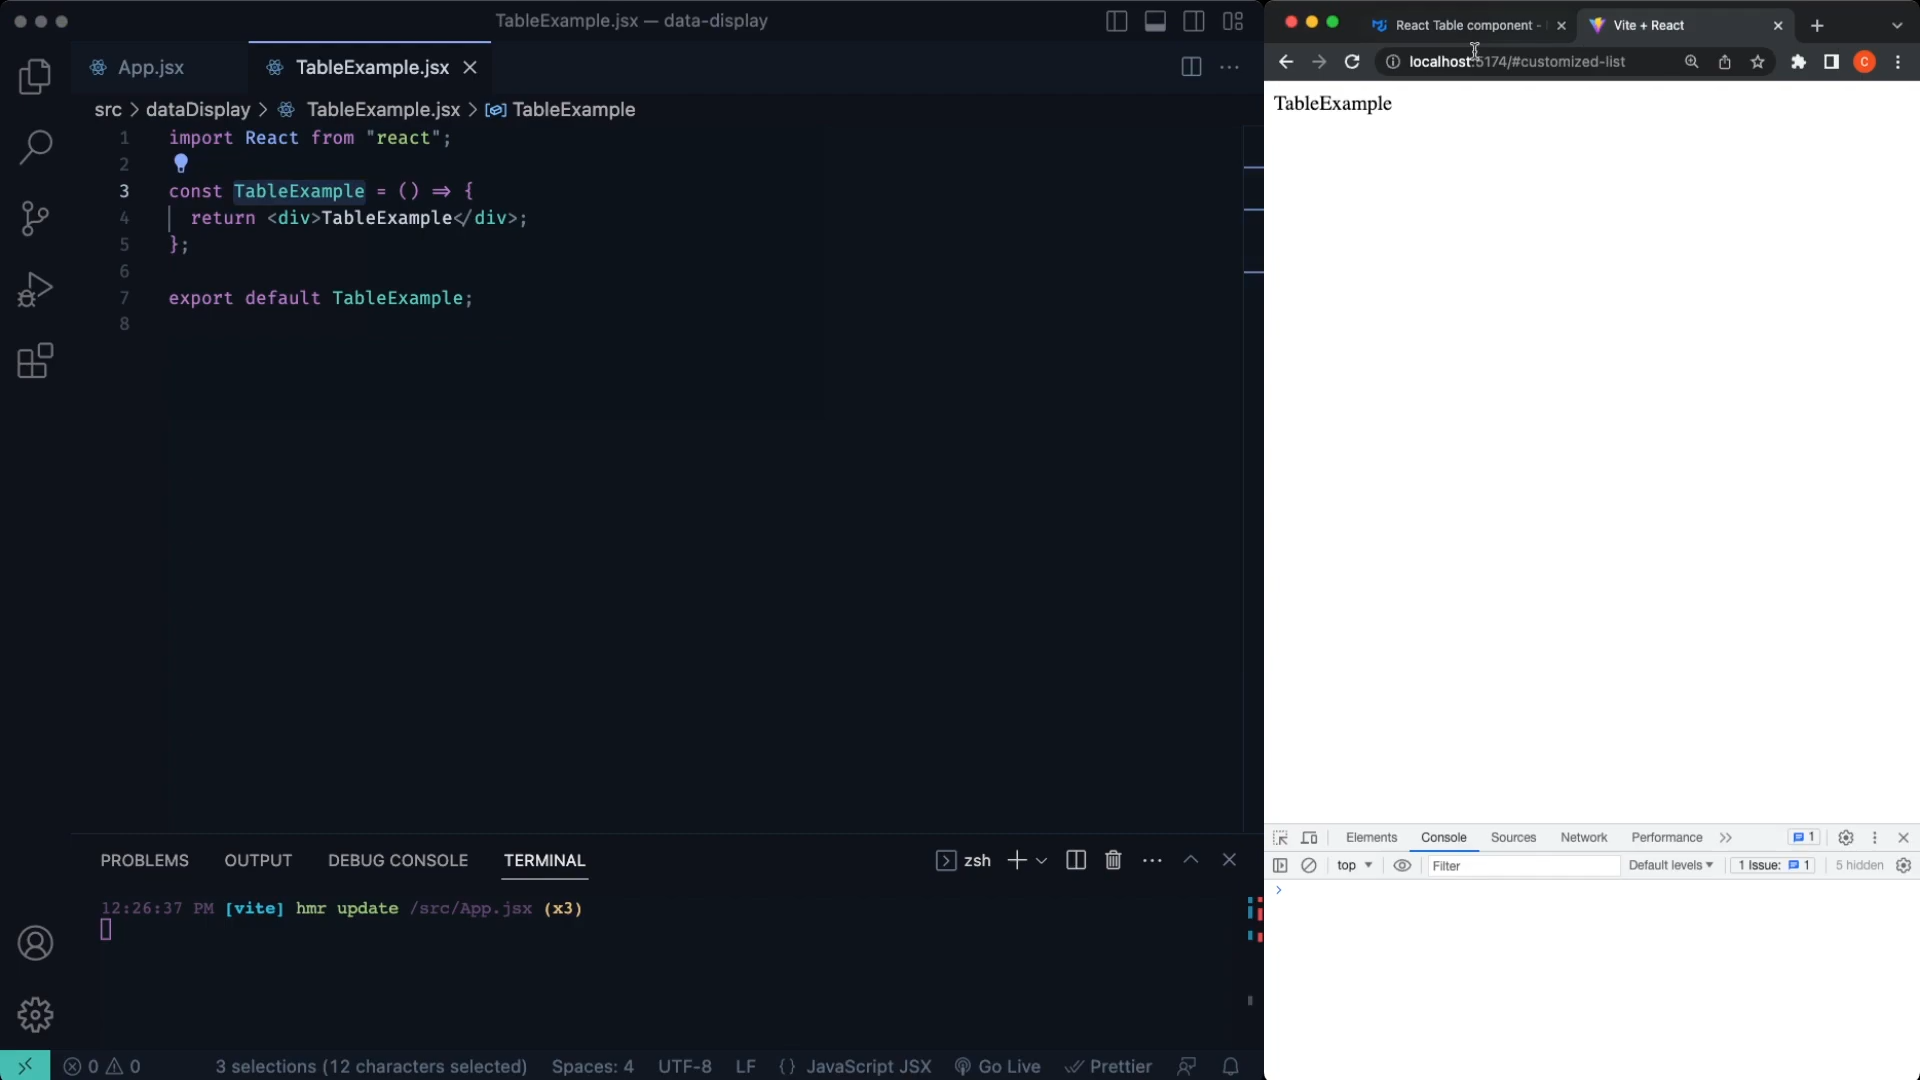 TableExample.jsx — data-display
App.jsx
TableExample.jsx
src > dataDisplay > TableExample.jsx > TableExample
1 import React from "react";
2
3 const TableExample = () => {
4 return <div>TableExample</div>;
5 };
6
7 export default TableExample;
8
PROBLEMS OUTPUT DEBUG CONSOLE TERMINAL
zsh
12:26:37 PM [vite] hmr update /src/App.jsx (x3)
0 0 3 selections (12 characters selected) Spaces: 4 UTF-8 LF {} JavaScript JSX Go Live Prettier
React Table component -
Vite + React
localhost:5174/#customized-list
C
TableExample
Elements Console Sources Network Performance 1
top Filter Default levels 1 Issue: 1 5 hidden